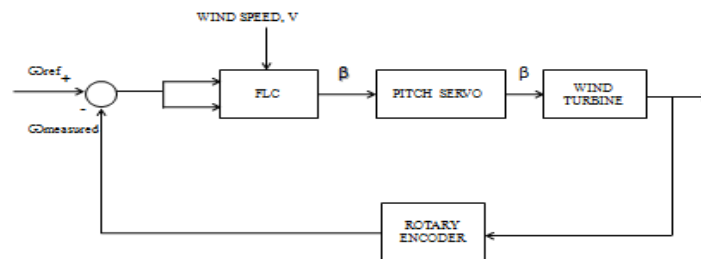 WIND SPEED, V
ωref
+
-
ωmeasured
FLC
β
PITCH SERVO
β
WIND
TURBINE
ROTARY
ENCODER